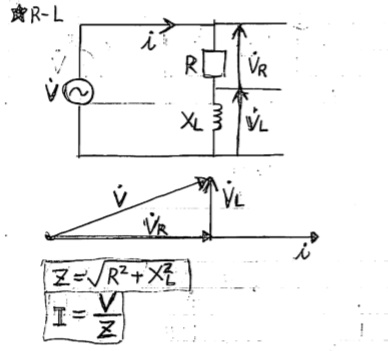 ☆R-L
i
R
V̇R
V̇
XL
V̇L
V̇
V̇L
V̇R
i
Z=√R²+XL²
I=V/Z